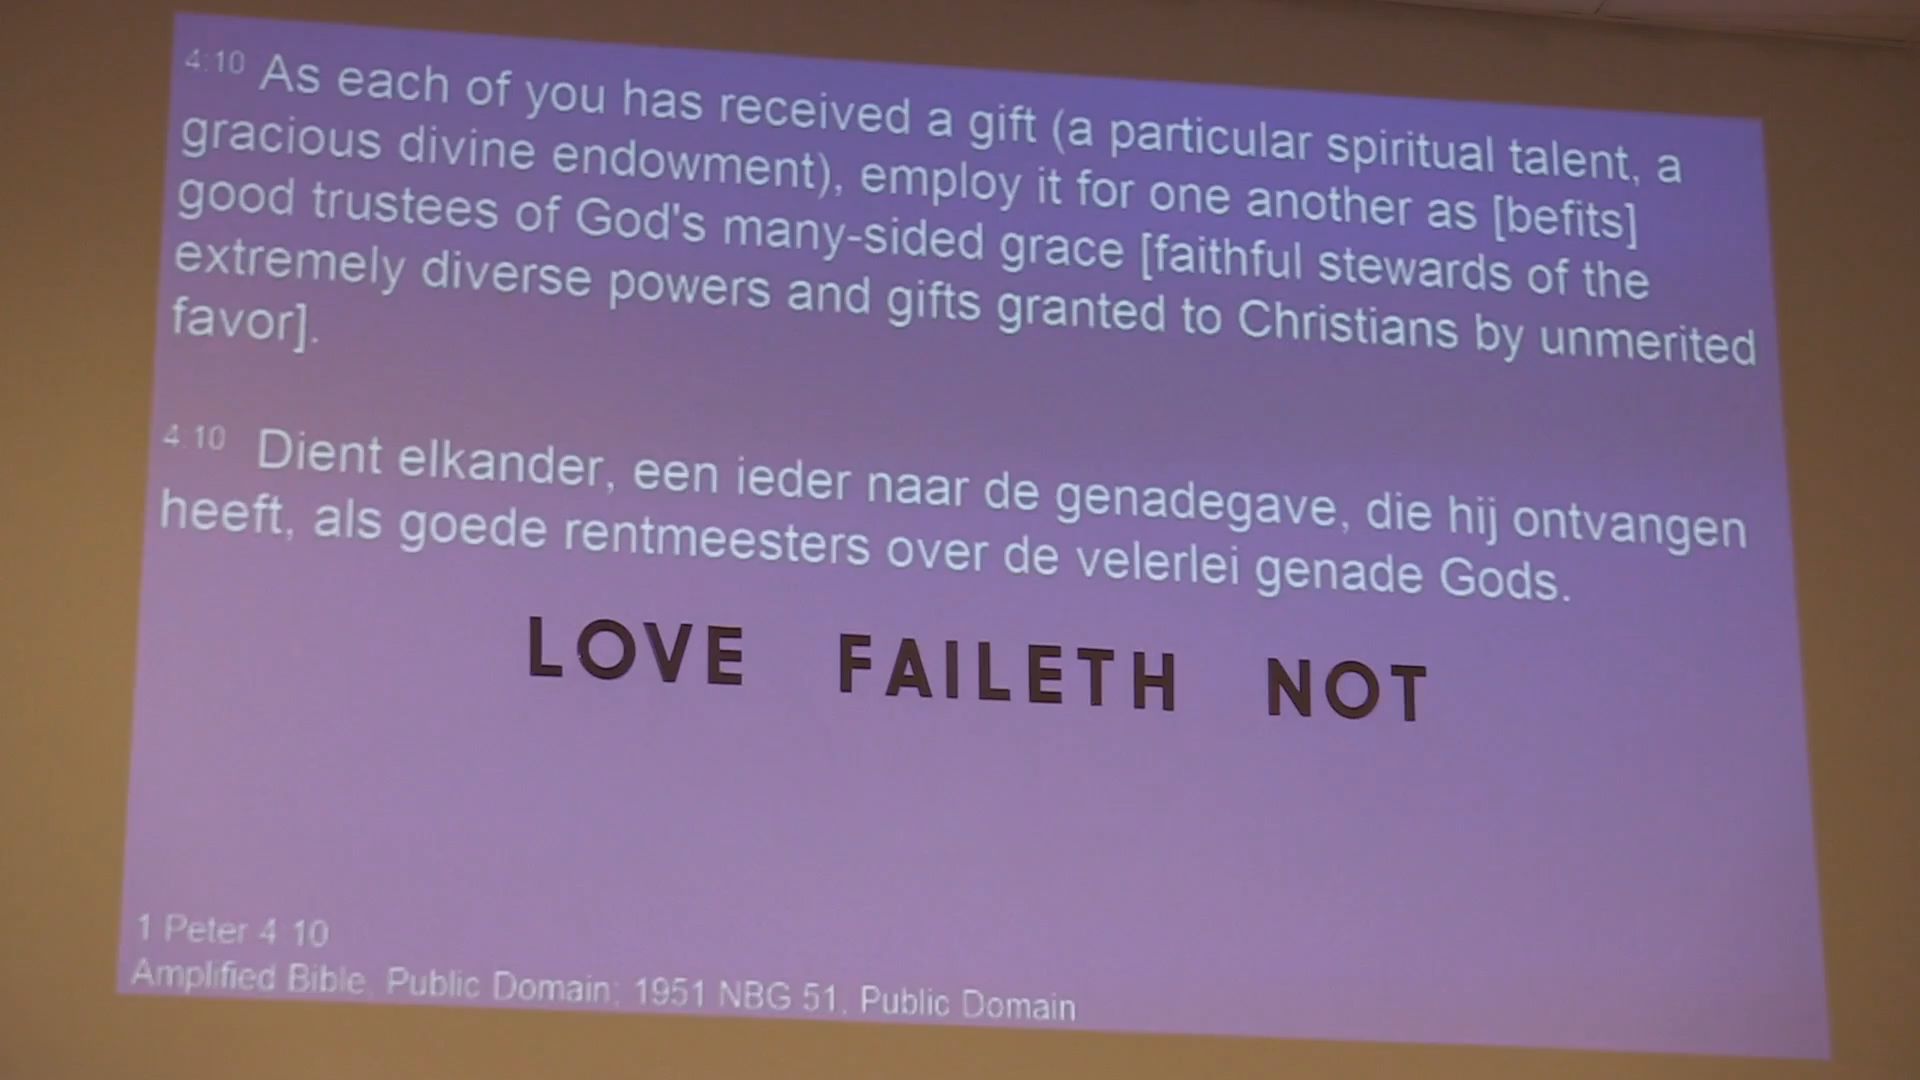 4:10 As each of you has received a gift (a particular spiritual talent, a
gracious divine endowment), employ it for one another as [befits]
good trustees of God's many-sided grace [faithful stewards of the
extremely diverse powers and gifts granted to Christians by unmerited
favor].
4:10 Dient elkander, een ieder naar de genadegave, die hij ontvangen
heeft, als goede rentmeesters over de velerlei genade Gods.
LOVE FAILETH NOT
1 Peter 4:10
Amplified Bible, Public Domain; 1951 NBG 51, Public Domain